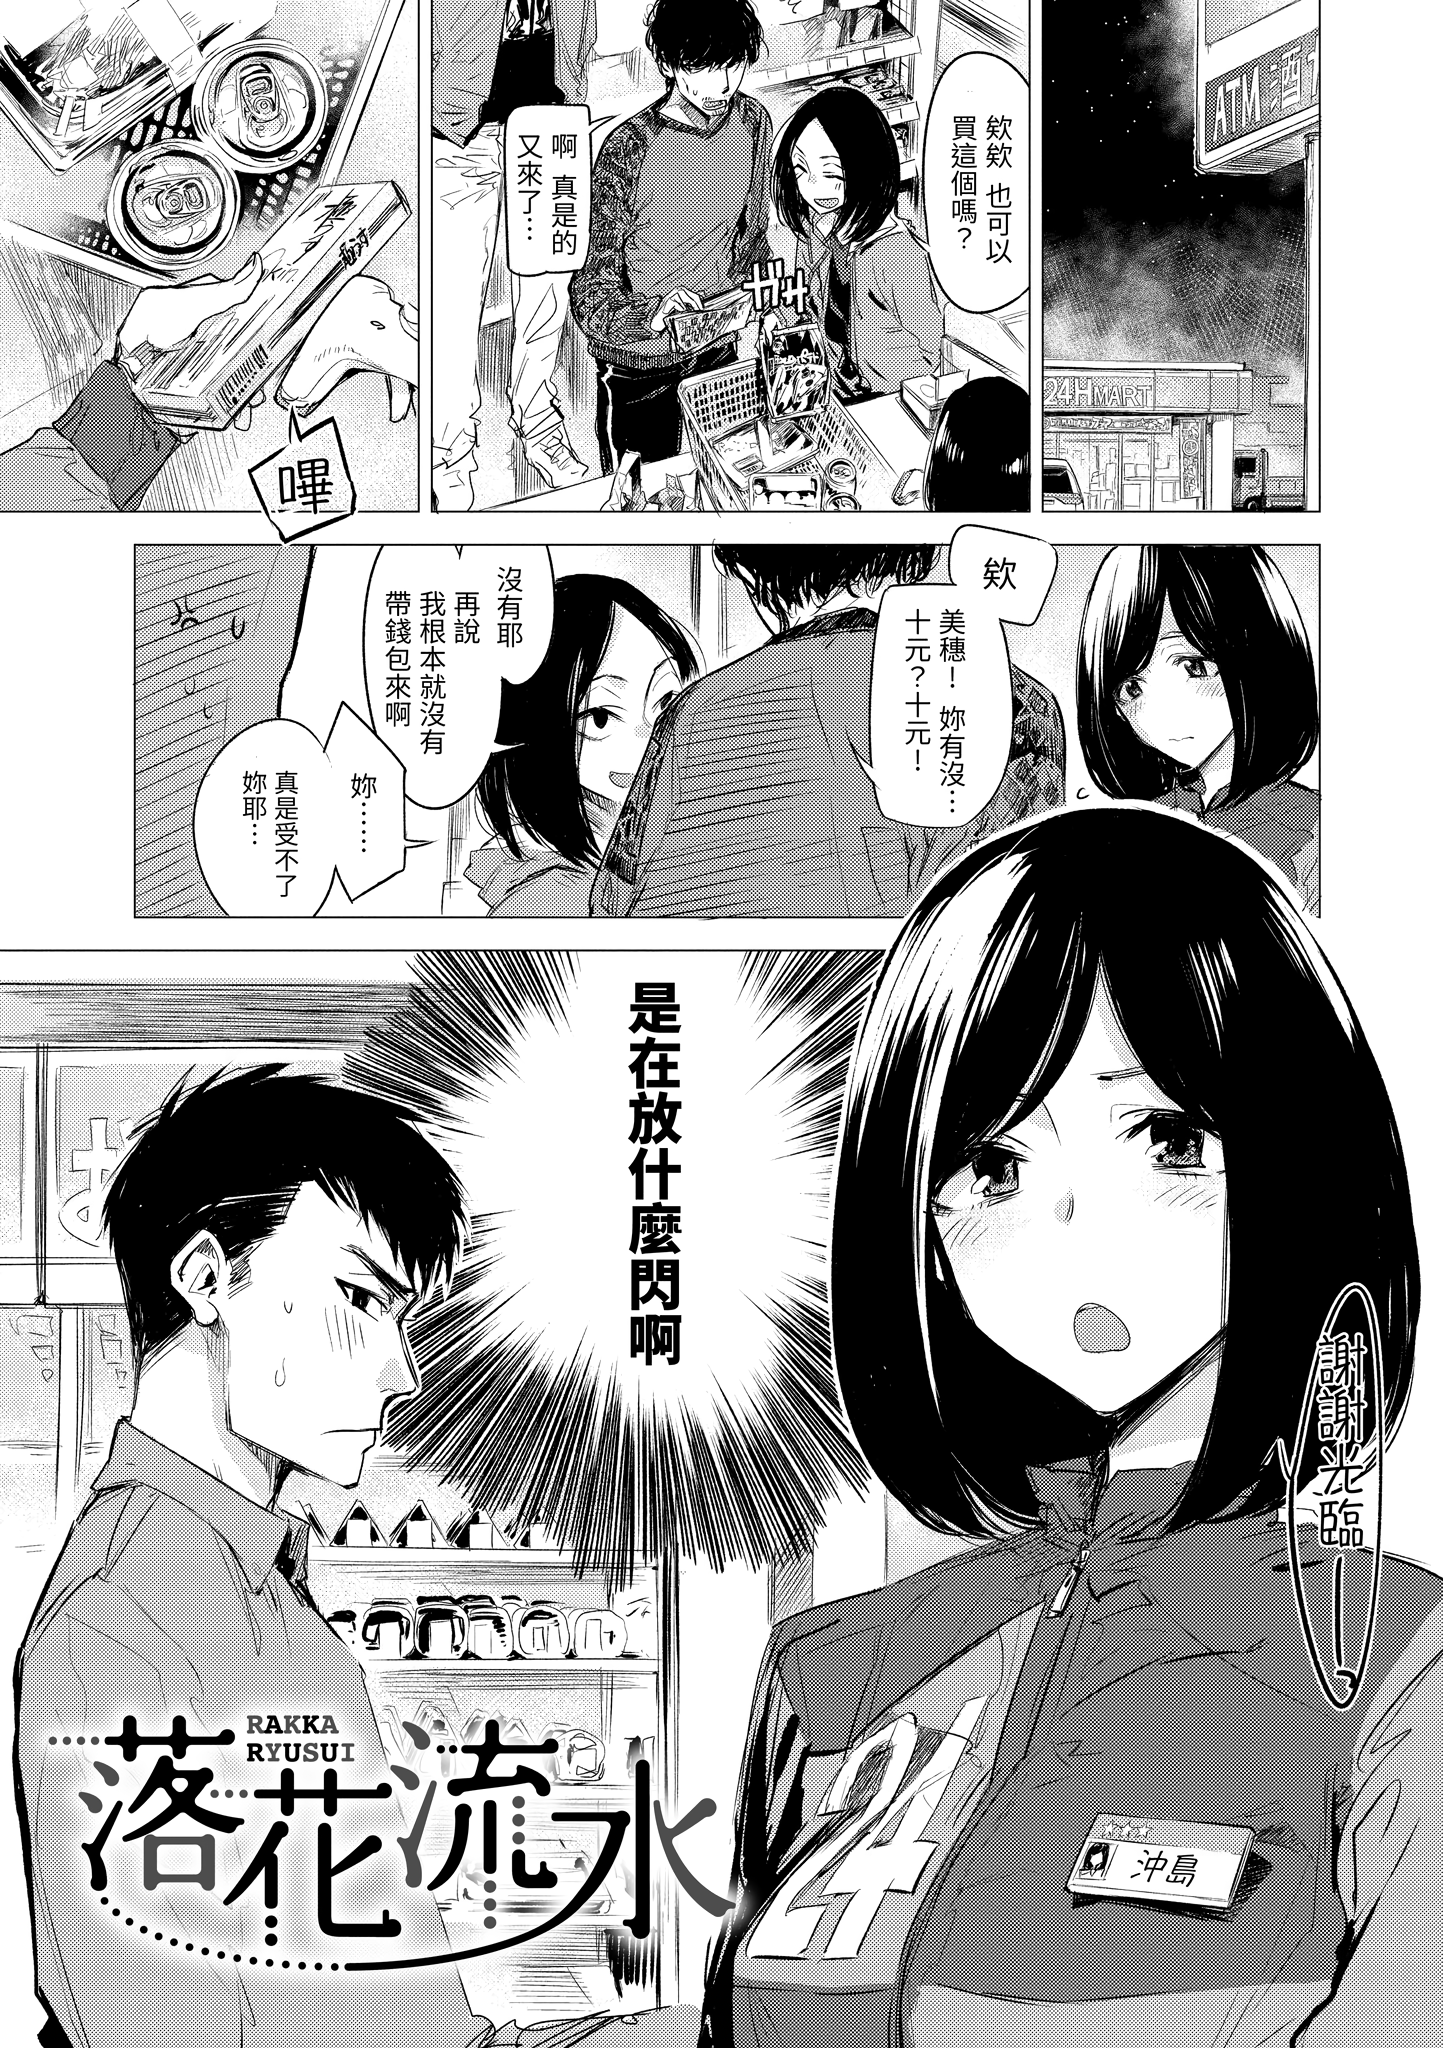 ATM 酒
24H MART
欸欸 也可以
買這個嗎？
ガサ
啊 真是的
又來了…
嗶
欸
美穗！ 妳有沒…
十元？十元！
沒有耶
再說
我根本就沒有
帶錢包來啊
妳……
真是受不了
妳耶…
是在放什麼閃啊
謝謝光臨——
24
沖島
RAKKA
RYUSUI
落花流水